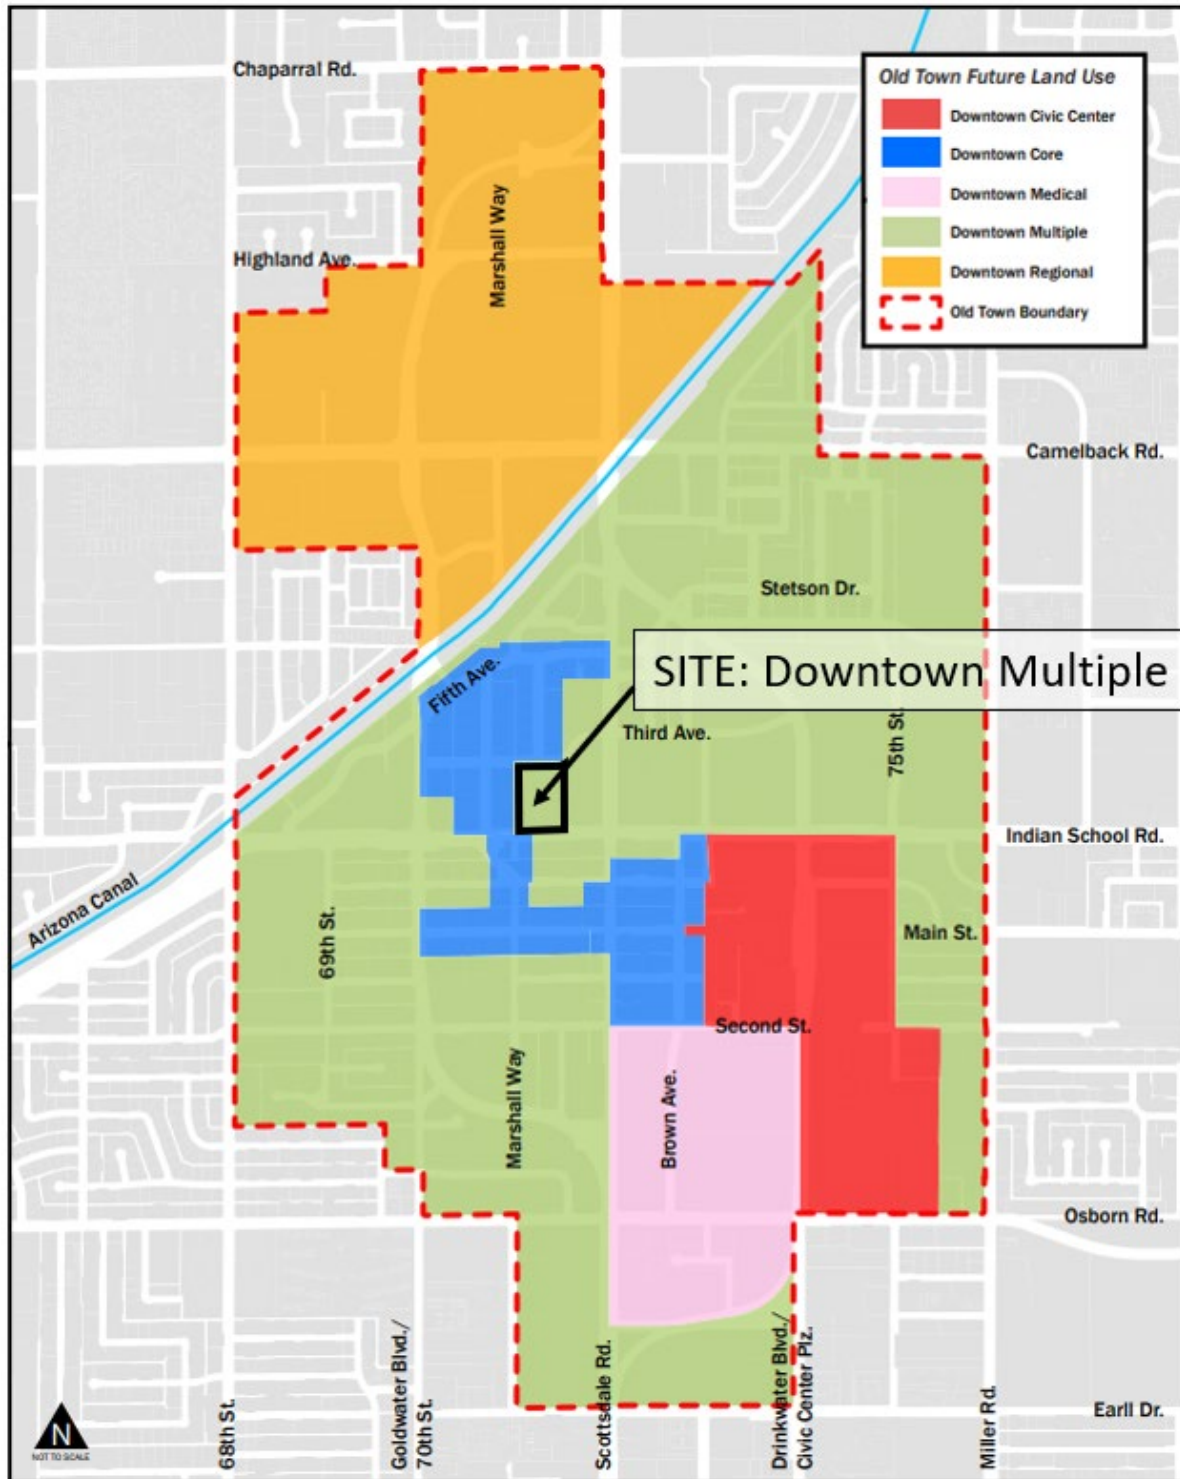 Chaparral Rd.
Old Town Future Land Use
Downtown Civic Center
Downtown Core
Downtown Medical
Downtown Multiple
Downtown Regional
Old Town Boundary
Marshall Way
Highland Ave.
Camelback Rd.
Stetson Dr.
SITE: Downtown Multiple
Fifth Ave.
Third Ave.
75th St.
Indian School Rd.
Arizona Canal
69th St.
Main St.
Second St.
Marshall Way
Brown Ave.
Osborn Rd.
68th St.
Goldwater Blvd./
70th St.
Scottsdale Rd.
Drinkwater Blvd./
Civic Center Plz.
Miller Rd.
Earll Dr.
N
NOT TO SCALE